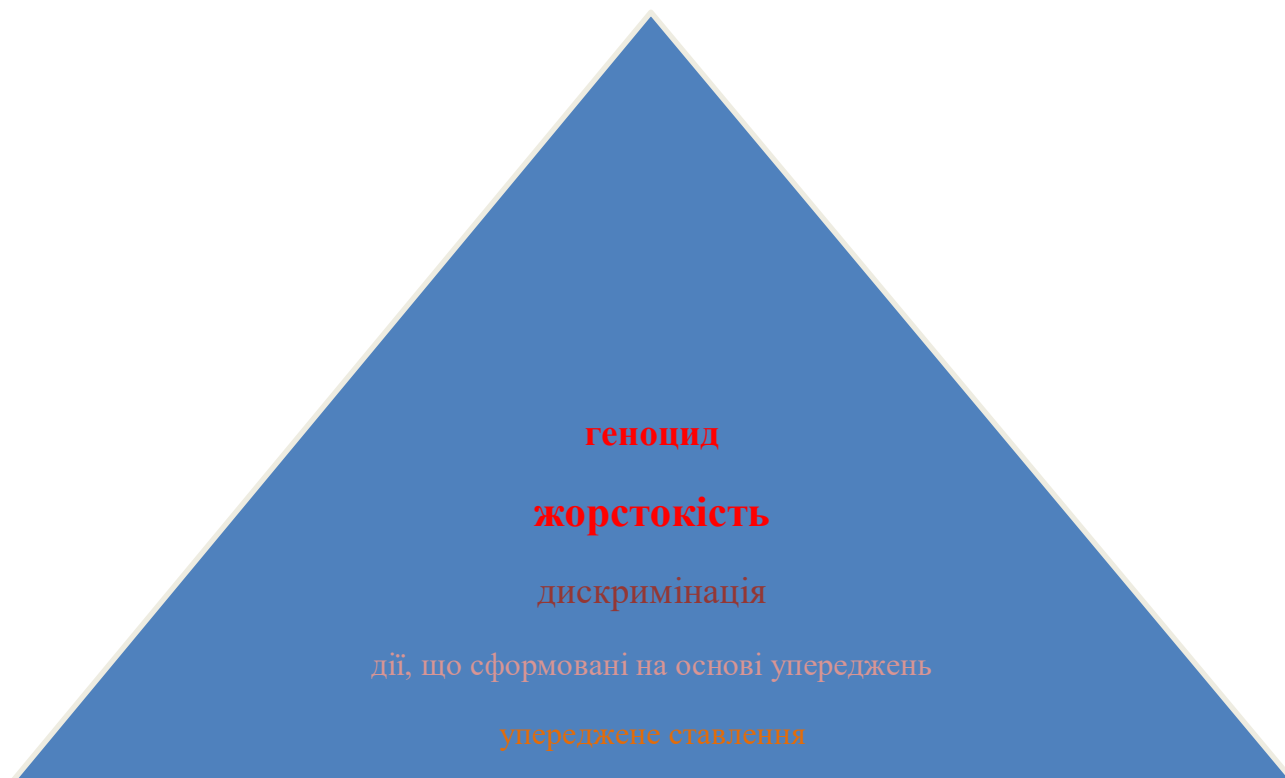 геноцид
жорстокість
дискримінація
дії, що сформовані на основі упереджень
упереджене ставлення